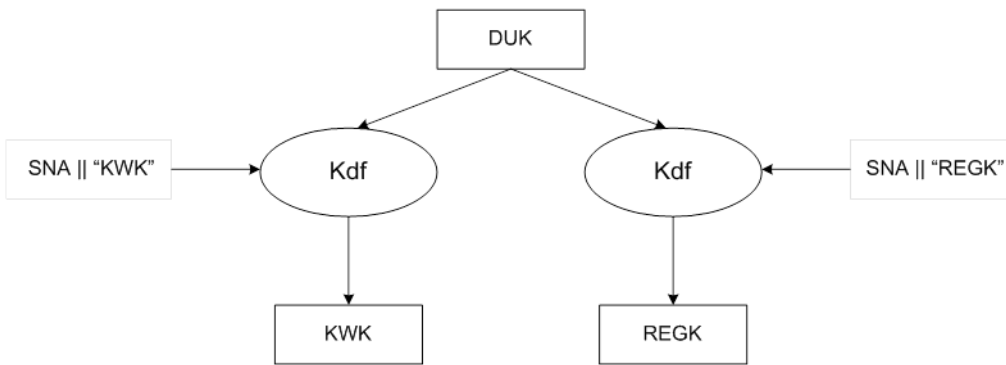 DUK
SNA || “KWK”
Kdf
Kdf
SNA || “REGK”
KWK
REGK